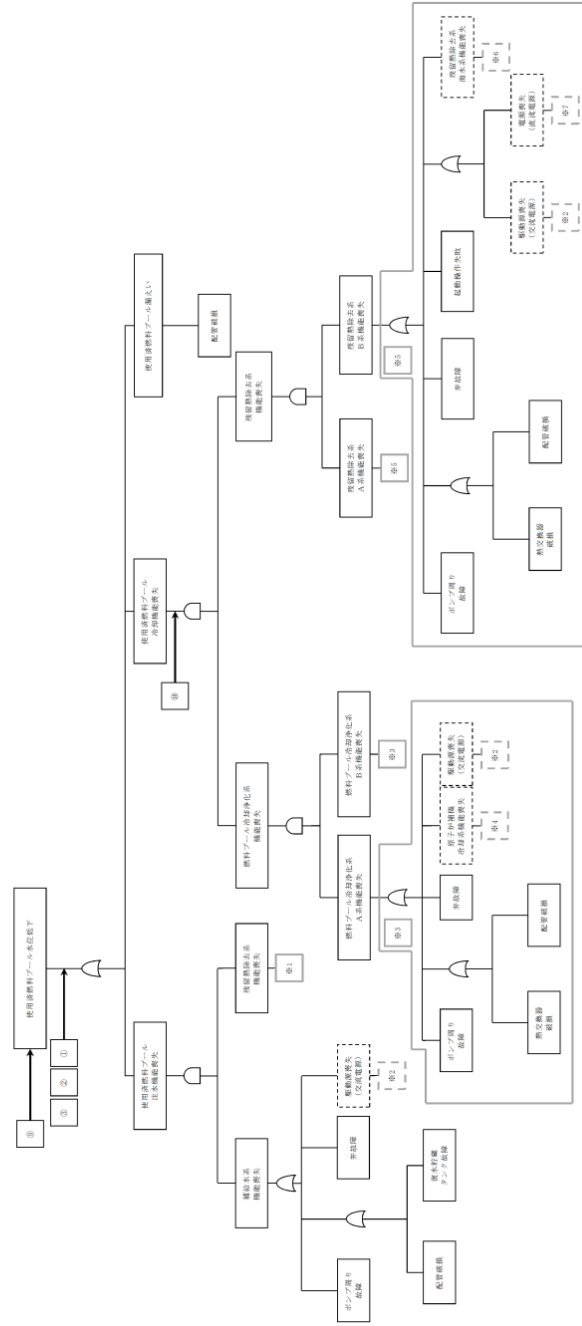 ⑨
使用済燃料プール水位低下
③
②
①
使用済燃料プール
注水機能喪失
使用済燃料プール
冷却機能喪失
使用済燃料プール漏えい
⑩
配管破損
補給水系
機能喪失
残留熱除去系
機能喪失
※1
燃料プール冷却浄化系
機能喪失
残留熱除去系
機能喪失
ポンプ周り
故障
弁故障
駆動源喪失
(交流電源)
※2
配管破損
復水貯蔵
タンク故障
燃料プール冷却浄化系
A系機能喪失
燃料プール冷却浄化系
B系機能喪失
※3
※3
残留熱除去系
A系機能喪失
※5
残留熱除去系
B系機能喪失
※5
ポンプ周り
故障
弁故障
原子炉補機
冷却系機能喪失
※4
駆動源喪失
(交流電源)
※2
熱交換器
破損
配管破損
ポンプ周り
故障
弁故障
起動操作失敗
残留熱除去系
海水系機能喪失
※6
熱交換器
破損
配管破損
駆動源喪失
(交流電源)
※2
電源喪失
(直流電源)
※7